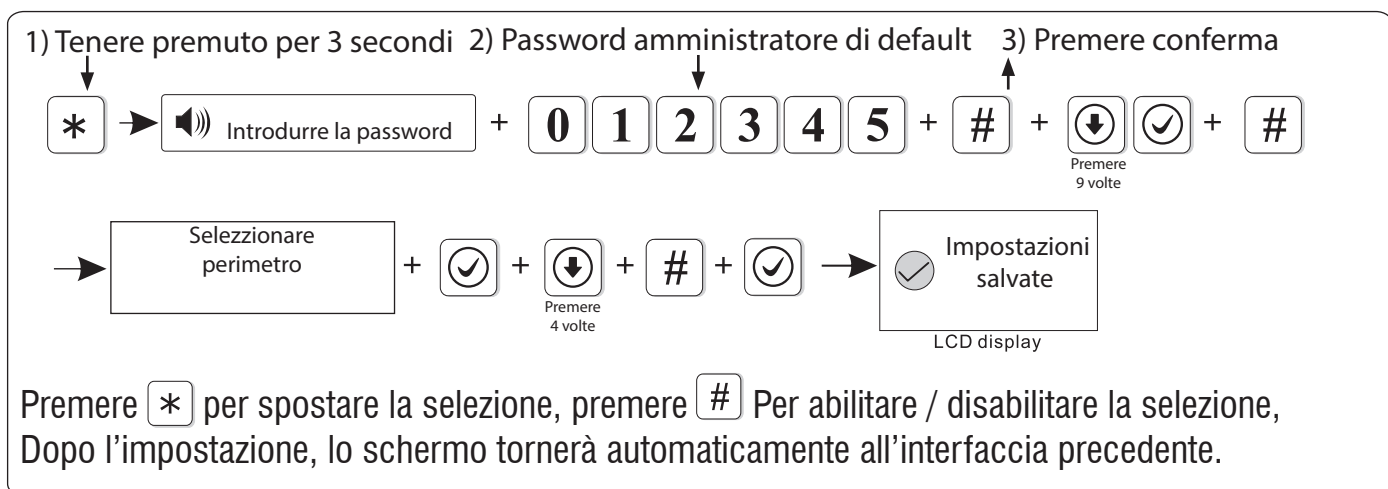 1) Tenere premuto per 3 secondi 2) Password amministratore di default 3) Premere conferma
* Introdurre la password + 0 1 2 3 4 5 + # + + #
Premere
9 volte
Selezzionare
perimetro
+ + + # +
Premere
4 volte
Impostazioni
salvate
LCD display
Premere * per spostare la selezione, premere # Per abilitare / disabilitare la selezione,
Dopo l’impostazione, lo schermo tornerà automaticamente all’interfaccia precedente.